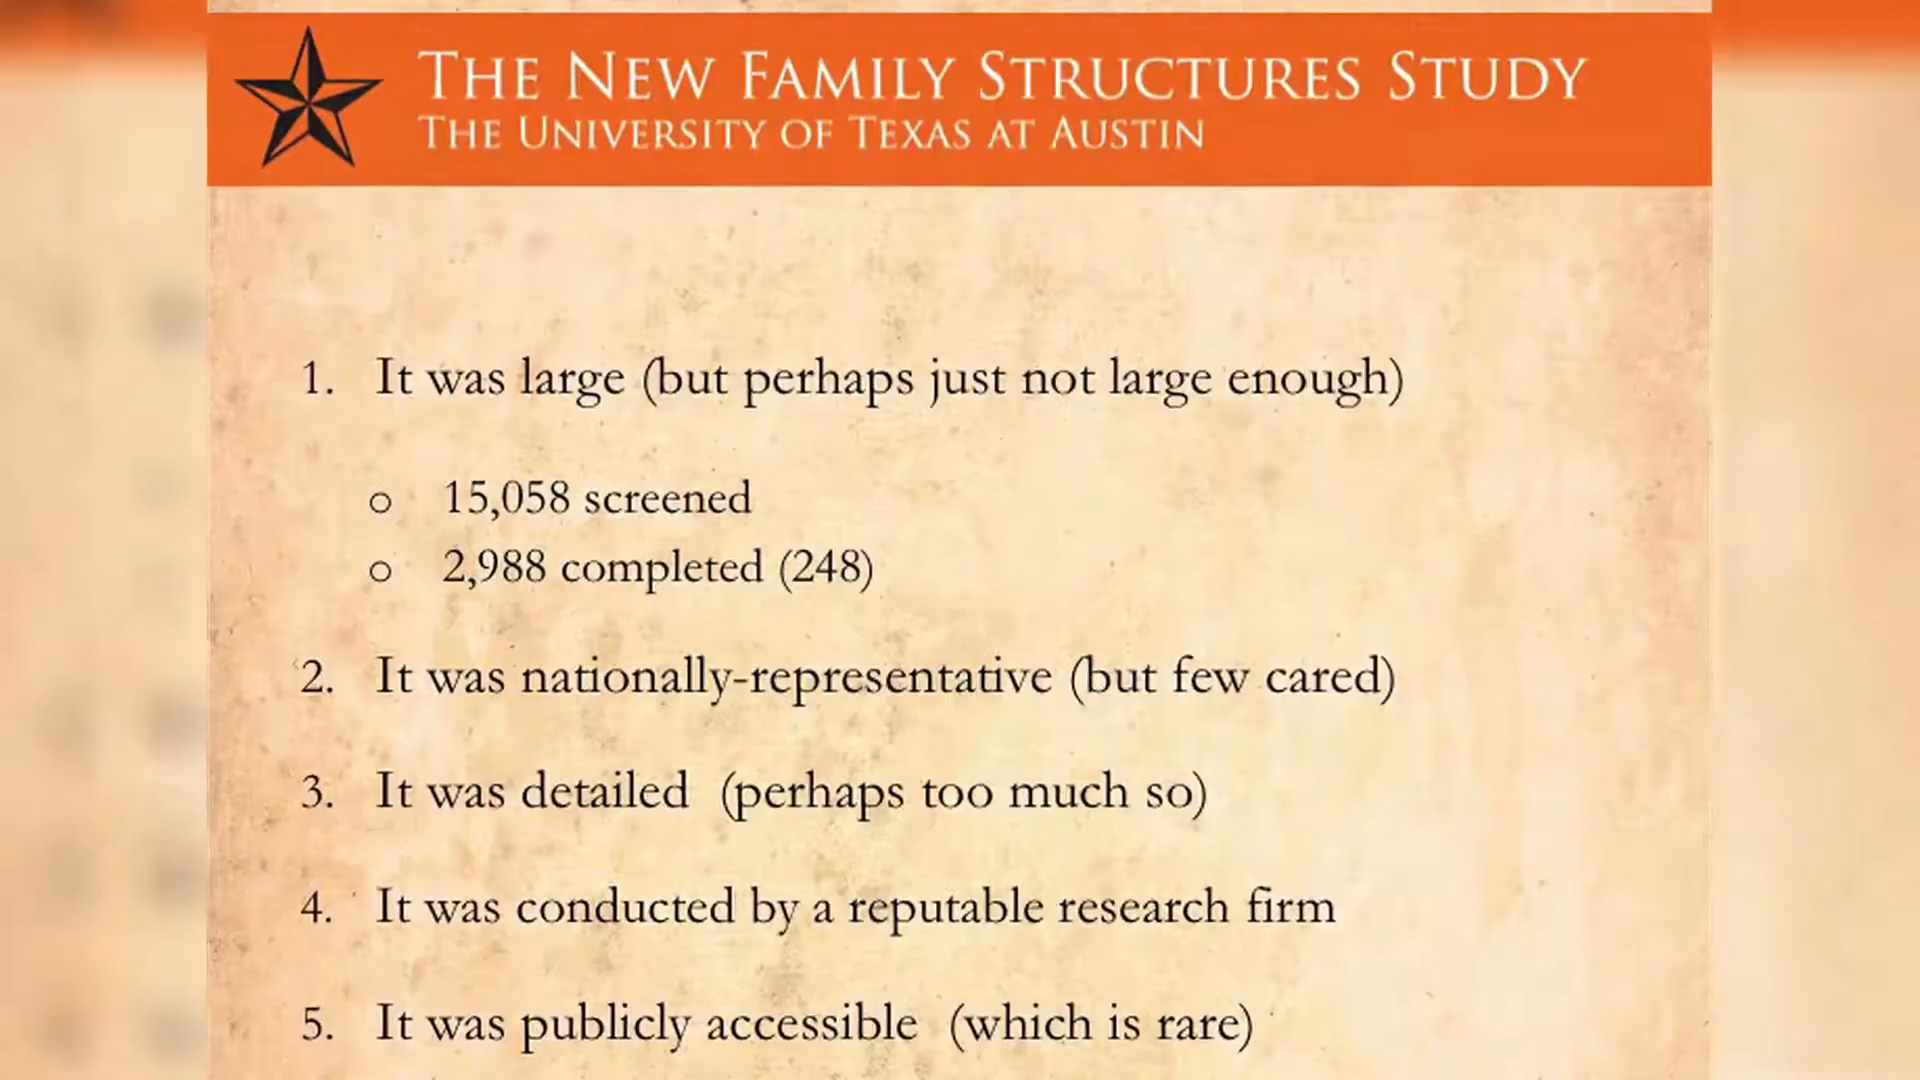 THE NEW FAMILY STRUCTURES STUDY
THE UNIVERSITY OF TEXAS AT AUSTIN
1. It was large (but perhaps just not large enough)
o 15,058 screened
o 2,988 completed (248)
2. It was nationally-representative (but few cared)
3. It was detailed (perhaps too much so)
4. It was conducted by a reputable research firm
5. It was publicly accessible (which is rare)